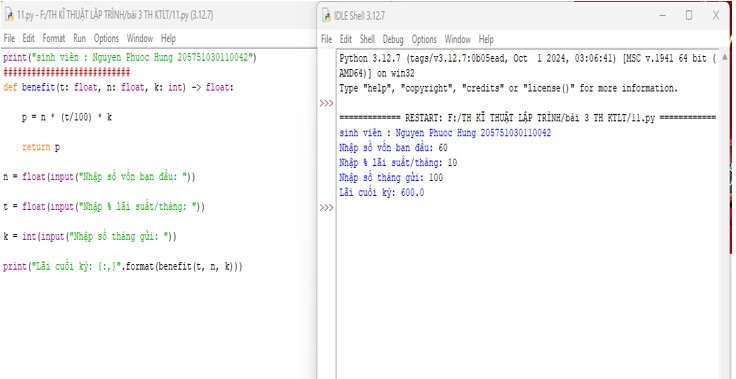 11.py - F:/TH KĨ THUẬT LẬP TRÌNH/bài 3 TH KTLT/11.py (3.12.7)
File Edit Format Run Options Window Help
print("sinh viên : Nguyen Phuoc Hung 205751030110042")
###########################
def benefit(t: float, n: float, k: int) -> float:
p = n * (t/100) * k
return p
n = float(input("Nhập số vốn ban đầu: "))
t = float(input("Nhập % lãi suất/tháng: "))
k = int(input("Nhập số tháng gửi: "))
print("Lãi cuối kỳ: {:,}".format(benefit(t, n, k)))
IDLE Shell 3.12.7
File Edit Shell Debug Options Window Help
Python 3.12.7 (tags/v3.12.7:0b05ead, Oct 1 2024, 03:06:41) [MSC v.1941 64 bit (
AMD64)] on win32
Type "help", "copyright", "credits" or "license()" for more information.
>>>
============= RESTART: F:/TH KĨ THUẬT LẬP TRÌNH/bài 3 TH KTLT/11.py ============
sinh viên : Nguyen Phuoc Hung 205751030110042
Nhập số vốn ban đầu: 60
Nhập % lãi suất/tháng: 10
Nhập số tháng gửi: 100
Lãi cuối kỳ: 600.0
>>>